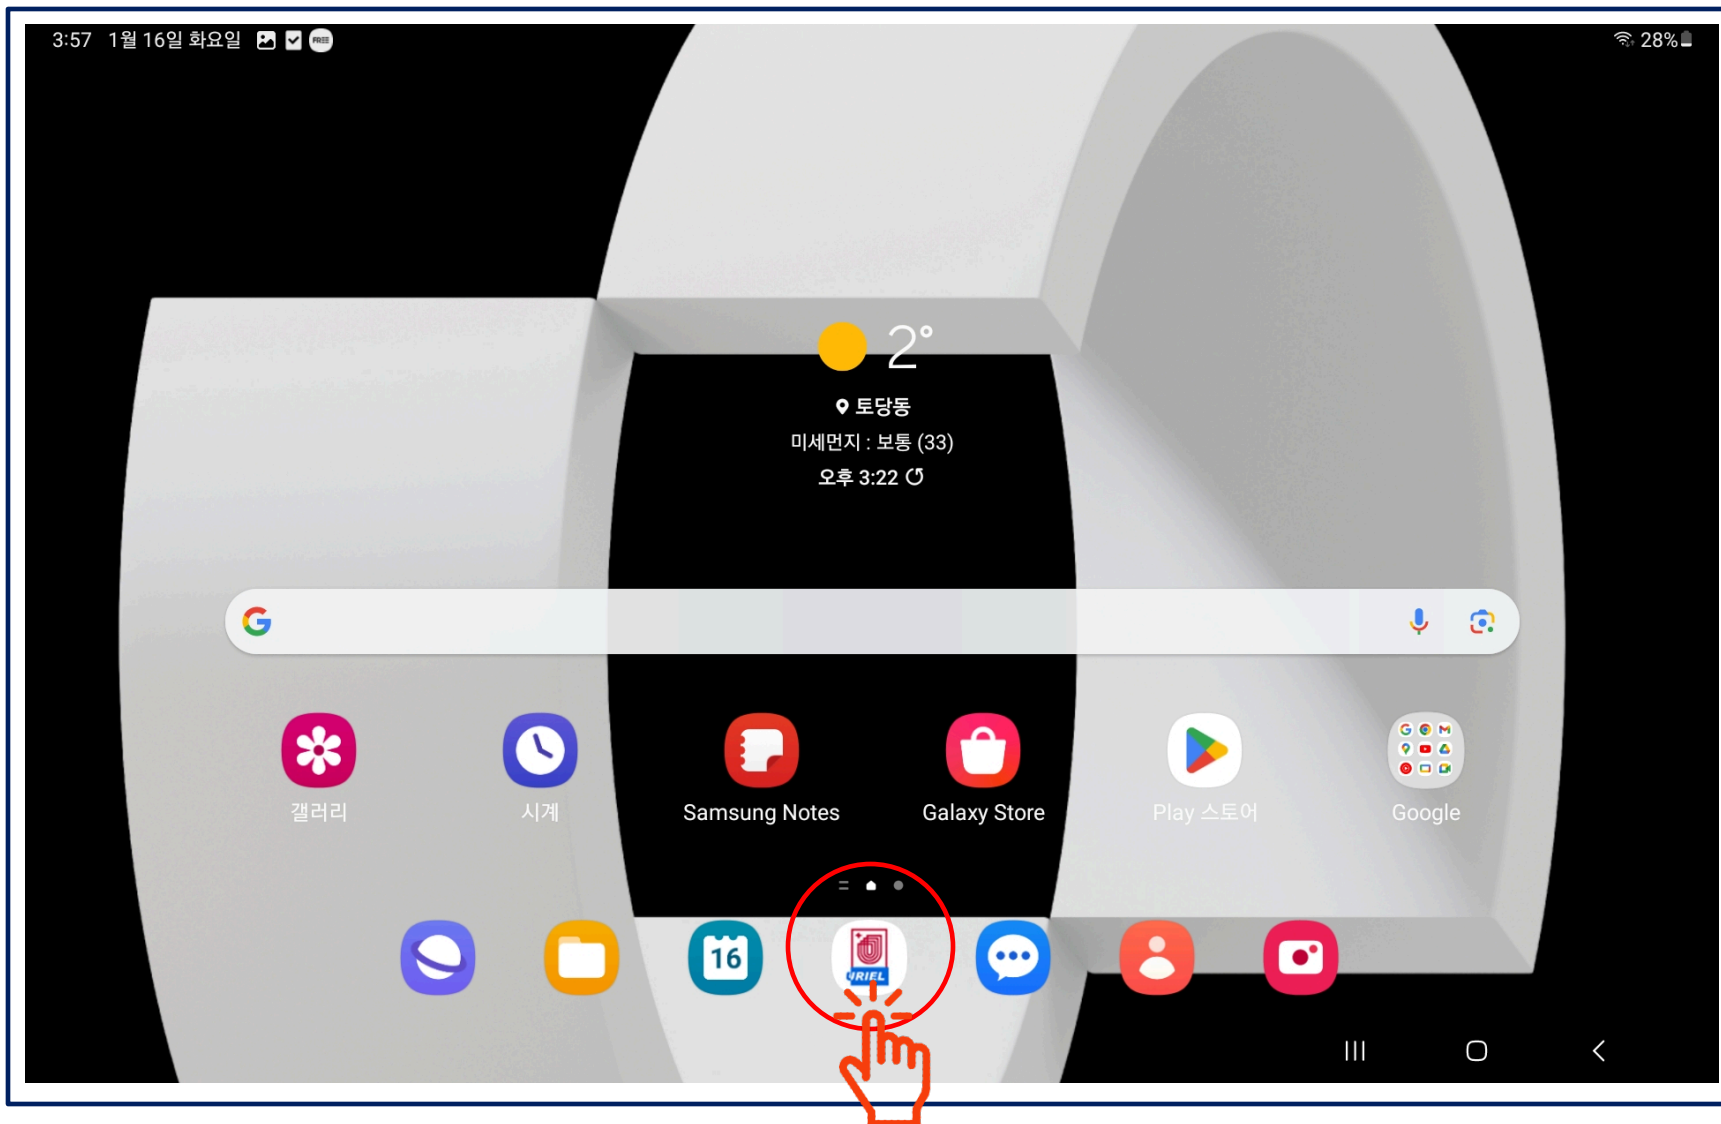 3:57 1월 16일 화요일 FREE
28%
2°
토당동
미세먼지 : 보통 (33)
오후 3:22
갤러리
시계
Samsung Notes
Galaxy Store
Play 스토어
Google
16
URIEL